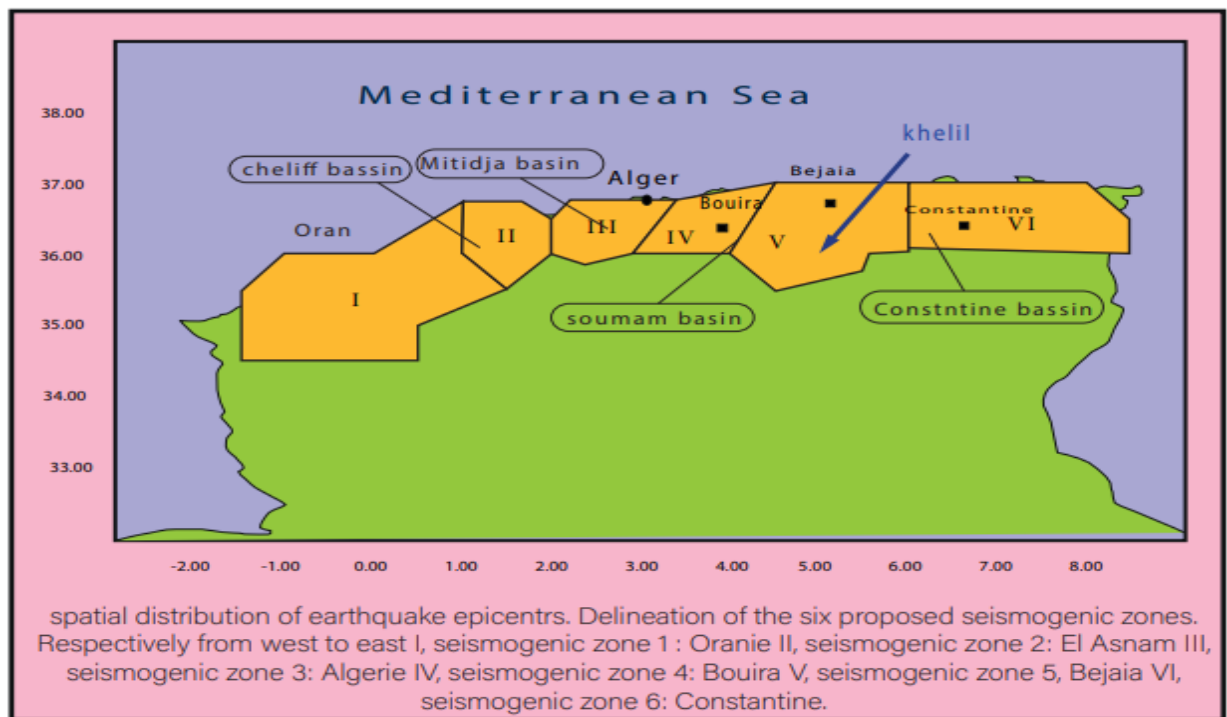 Mediterranean Sea
38.00
khelil
cheliff bassin
Mitidja basin
Alger
Bejaia
37.00
Bouira
Constantine
Oran
II
III
IV
V
VI
36.00
I
soumam basin
Constntine bassin
35.00
34.00
33.00
-2.00 -1.00 0.00 1.00 2.00 3.00 4.00 5.00 6.00 7.00 8.00
spatial distribution of earthquake epicentrs. Delineation of the six proposed seismogenic zones.
Respectively from west to east I, seismogenic zone 1 : Oranie II, seismogenic zone 2: El Asnam III,
seismogenic zone 3: Algerie IV, seismogenic zone 4: Bouira V, seismogenic zone 5, Bejaia VI,
seismogenic zone 6: Constantine.